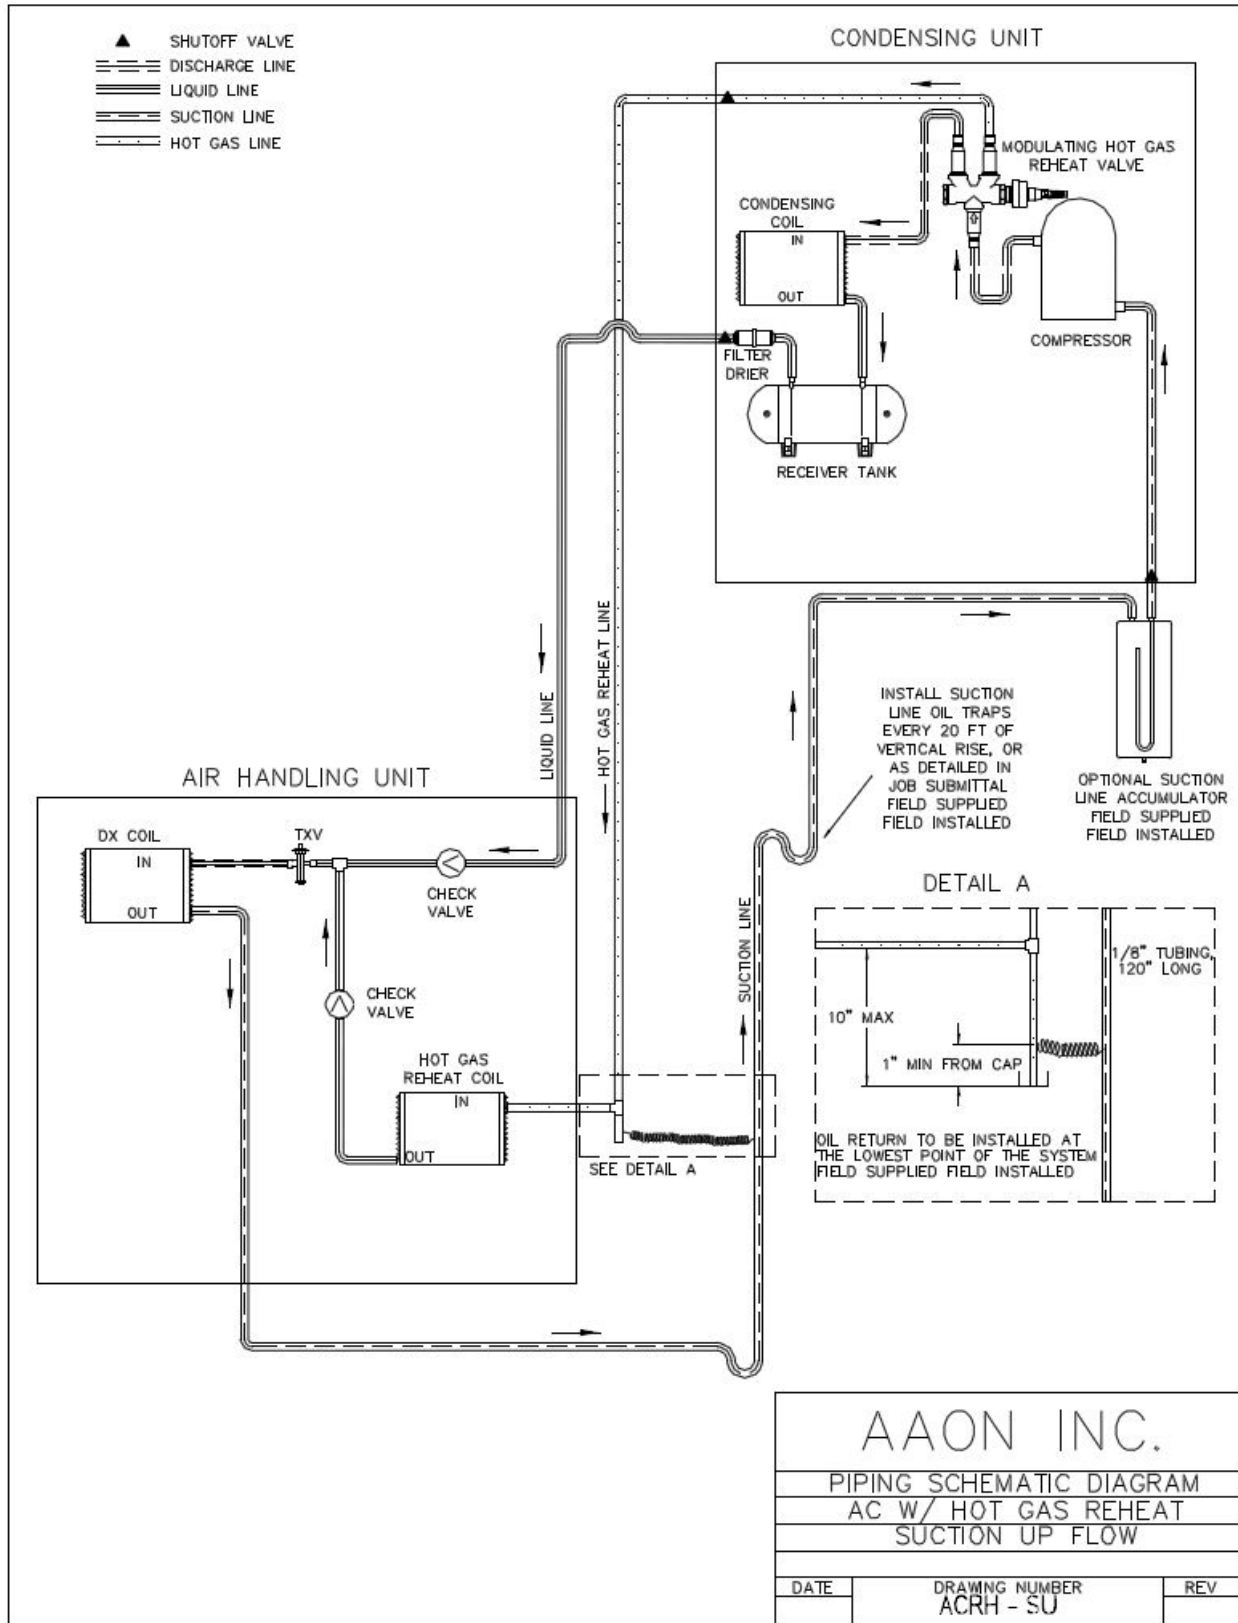 SHUTOFF VALVE
DISCHARGE LINE
LIQUID LINE
SUCTION LINE
HOT GAS LINE
CONDENSING UNIT
MODULATING HOT GAS
REHEAT VALVE
CONDENSING
COIL
IN
OUT
COMPRESSOR
FILTER
DRIER
RECEIVER TANK
LIQUID LINE
HOT GAS REHEAT LINE
INSTALL SUCTION
LINE OIL TRAPS
EVERY 20 FT OF
VERTICAL RISE, OR
AS DETAILED IN
JOB SUBMITTAL
FIELD SUPPLIED
FIELD INSTALLED
OPTIONAL SUCTION
LINE ACCUMULATOR
FIELD SUPPLIED
FIELD INSTALLED
AIR HANDLING UNIT
DX COIL
IN
OUT
TXV
CHECK
VALVE
CHECK
VALVE
HOT GAS
REHEAT COIL
IN
OUT
SEE DETAIL A
SUCTION LINE
DETAIL A
1/8" TUBING,
120" LONG
10" MAX
1" MIN FROM CAP
OIL RETURN TO BE INSTALLED AT
THE LOWEST POINT OF THE SYSTEM
FIELD SUPPLIED FIELD INSTALLED
AAON INC.
PIPING SCHEMATIC DIAGRAM
AC W/ HOT GAS REHEAT
SUCTION UP FLOW
DATE
DRAWING NUMBER
ACRH - SU
REV